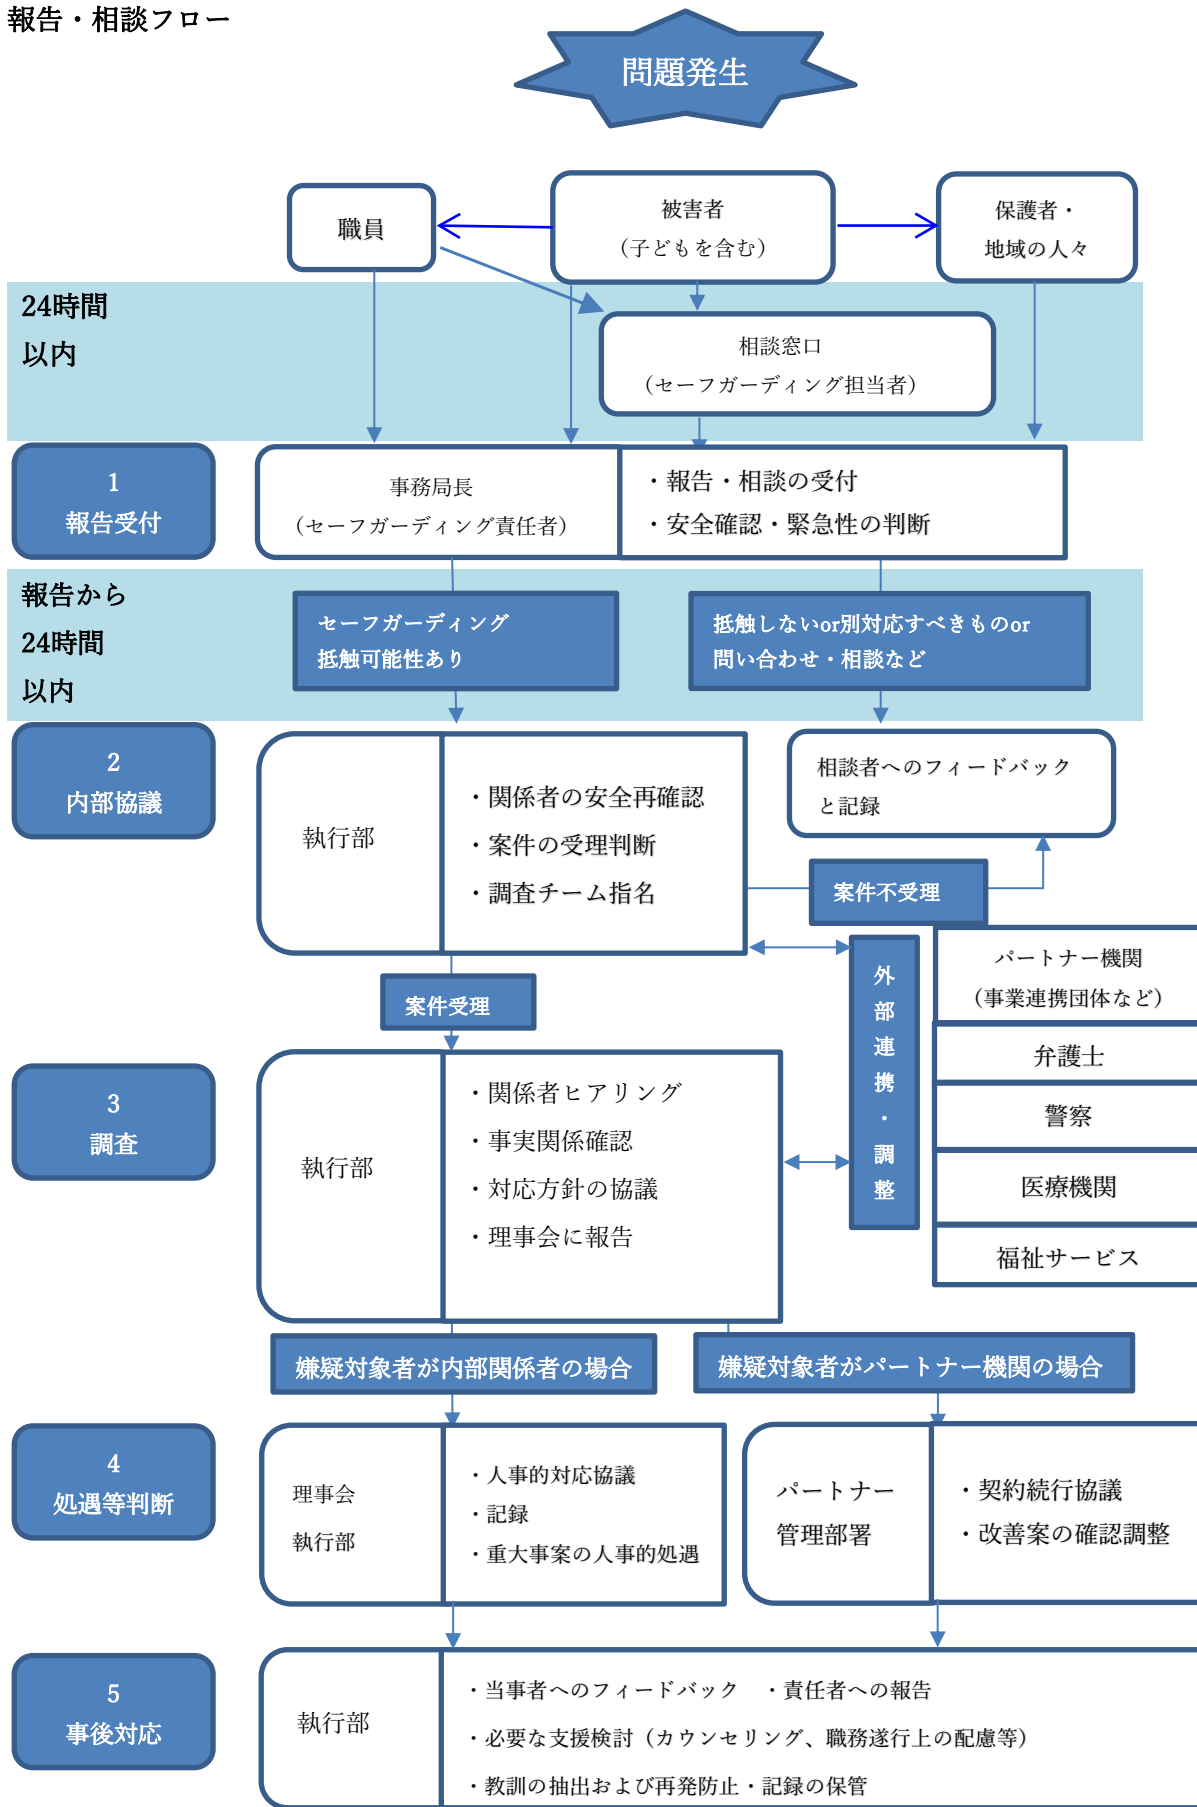 報告・相談フロー
問題発生
職員
被害者
（子どもを含む）
保護者・
地域の人々
24時間
以内
相談窓口
（セーフガーディング担当者）
1
報告受付
事務局長
（セーフガーディング責任者）
・報告・相談の受付
・安全確認・緊急性の判断
報告から
24時間
以内
セーフガーディング
抵触可能性あり
抵触しないor別対応すべきものor
問い合わせ・相談など
2
内部協議
執行部
・関係者の安全再確認
・案件の受理判断
・調査チーム指名
相談者へのフィードバック
と記録
案件不受理
案件受理
外部連携・調整
パートナー機関
（事業連携団体など）
弁護士
警察
医療機関
福祉サービス
3
調査
執行部
・関係者ヒアリング
・事実関係確認
・対応方針の協議
・理事会に報告
嫌疑対象者が内部関係者の場合
嫌疑対象者がパートナー機関の場合
4
処遇等判断
理事会
執行部
・人事的対応協議
・記録
・重大事案の人事的処遇
パートナー
管理部署
・契約続行協議
・改善案の確認調整
5
事後対応
執行部
・当事者へのフィードバック　・責任者への報告
・必要な支援検討（カウンセリング、職務遂行上の配慮等）
・教訓の抽出および再発防止・記録の保管